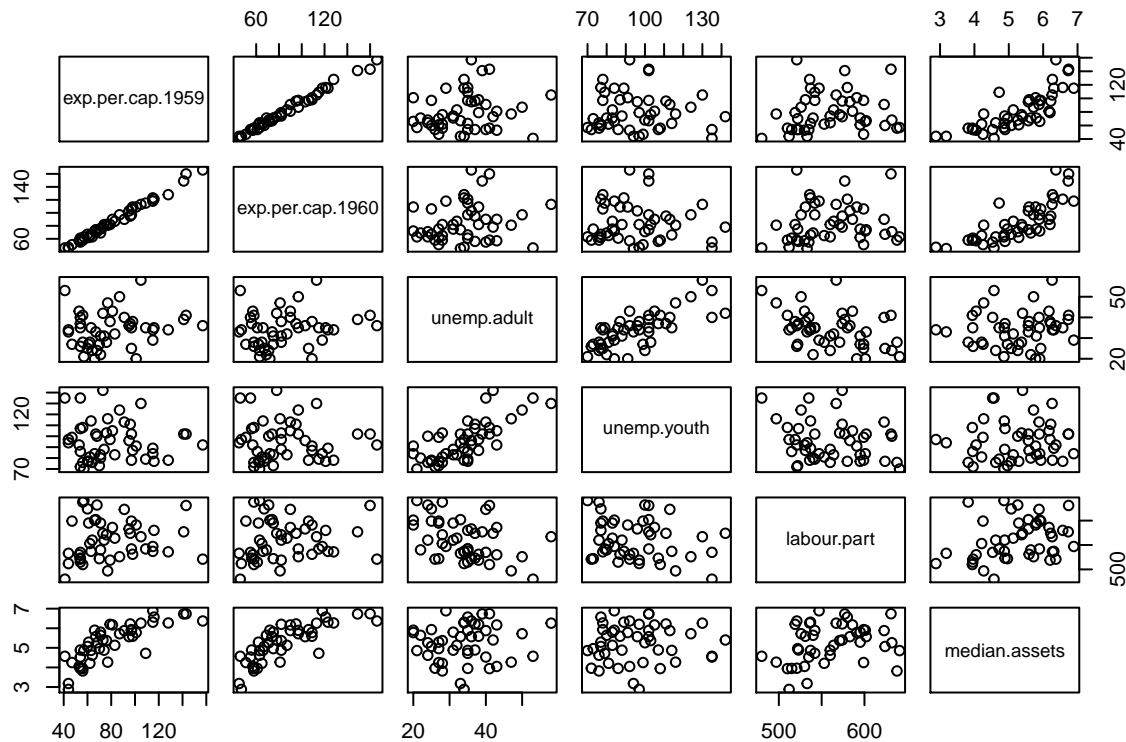 60 120 70 100 130 3 4 5 6 7
exp.per.cap.1959 40 120
60 140 exp.per.cap.1960
unemp.adult 20 50
70 130 unemp.youth
labour.part 500
3 5 7 median.assets
40 80 120 20 40 500 600